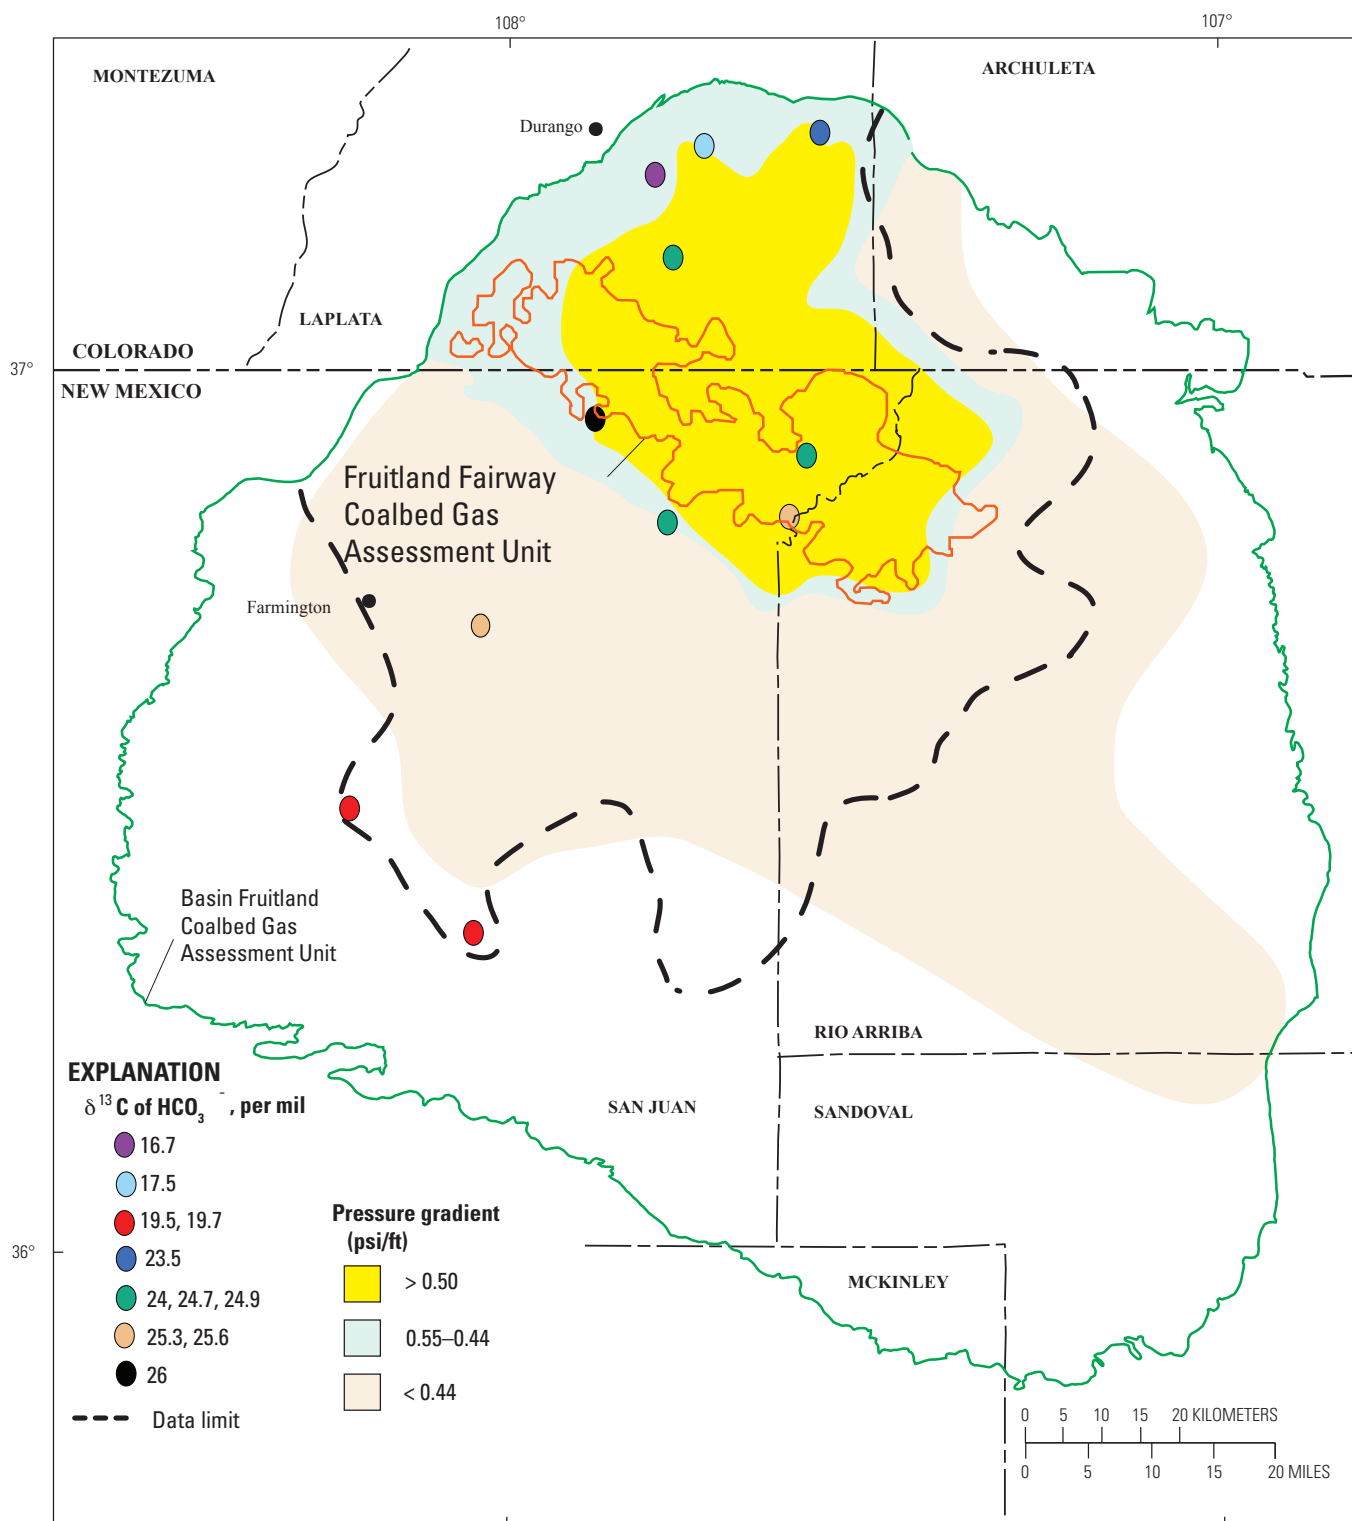 108°
107°
MONTEZUMA
ARCHULETA
Durango
LAPLATA
COLORADO
37°
NEW MEXICO
Fruitland Fairway
Coalbed Gas
Assessment Unit
Farmington
Basin Fruitland
Coalbed Gas
Assessment Unit
RIO ARRIBA
SAN JUAN
SANDOVAL
36°
MCKINLEY
EXPLANATION
δ ¹³ C of HCO₃⁻, per mil
16.7
17.5
19.5, 19.7
23.5
24, 24.7, 24.9
25.3, 25.6
26
Data limit
Pressure gradient
(psi/ft)
> 0.50
0.55–0.44
< 0.44
0 5 10 15 20 KILOMETERS
0 5 10 15 20 MILES